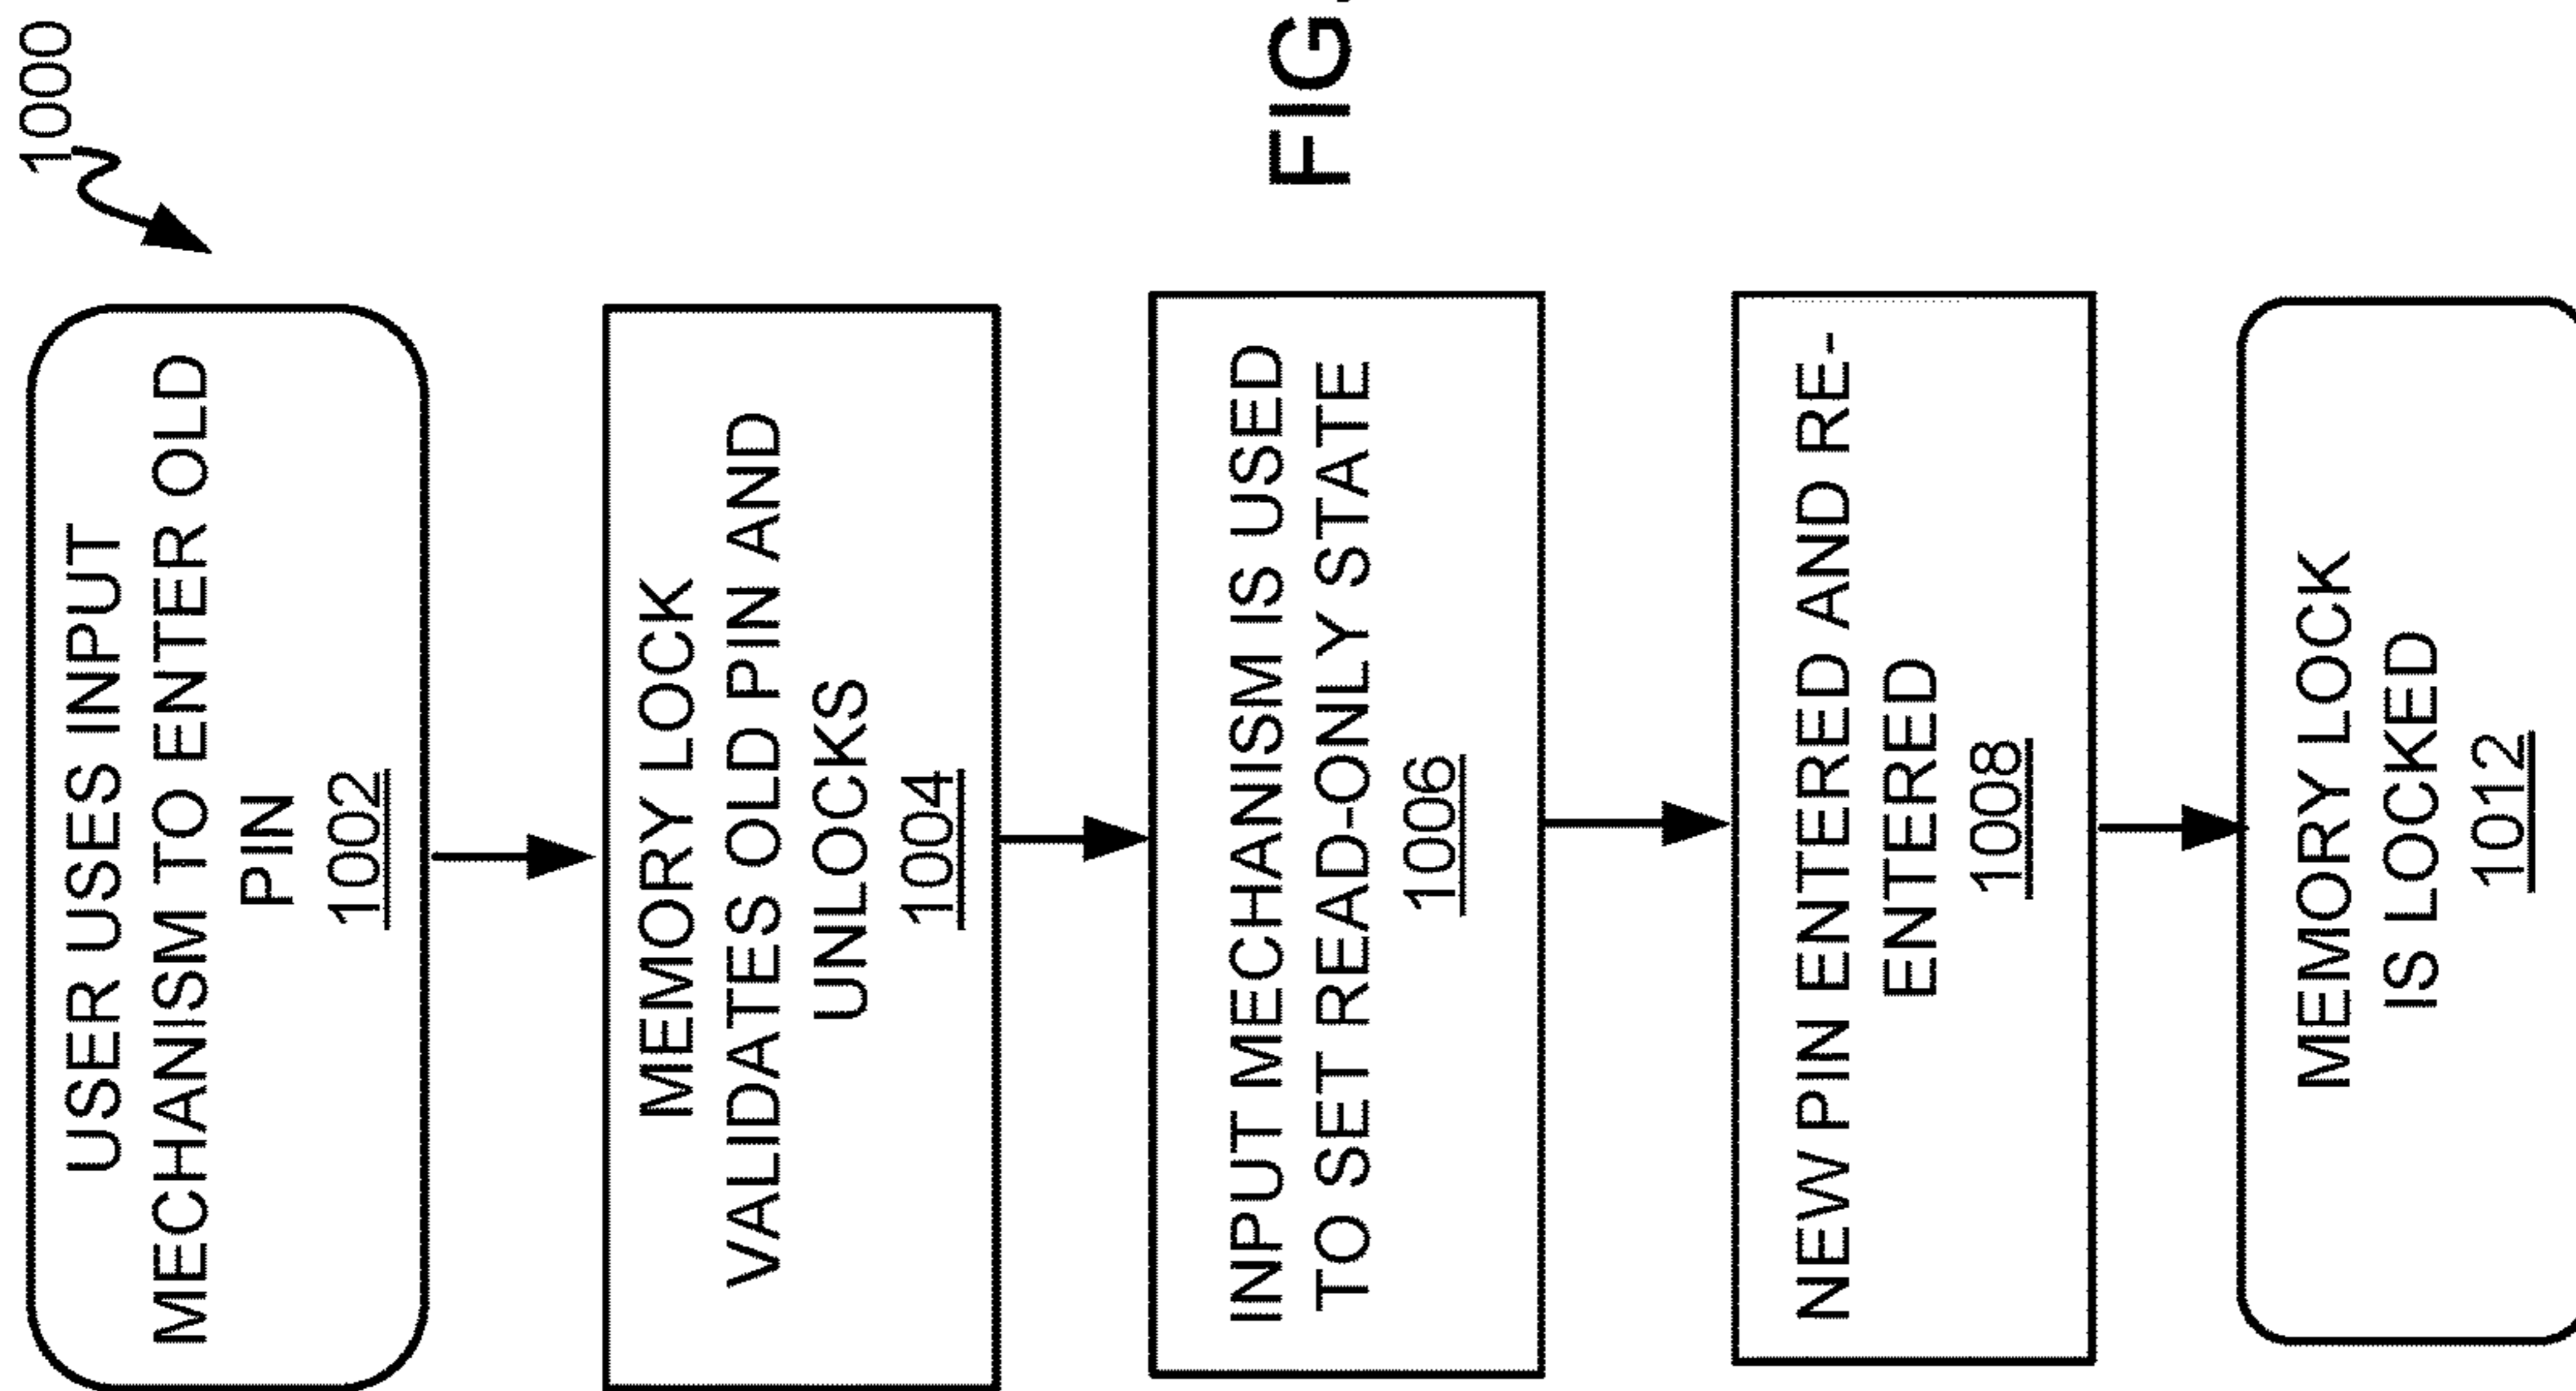 1000
USER USES INPUT
MECHANISM TO ENTER OLD
PIN
1002
MEMORY LOCK
VALIDATES OLD PIN AND
UNLOCKS
1004
INPUT MECHANISM IS USED
TO SET READ-ONLY STATE
1006
NEW PIN ENTERED AND RE-
ENTERED
1008
MEMORY LOCK
IS LOCKED
1012
FIG.